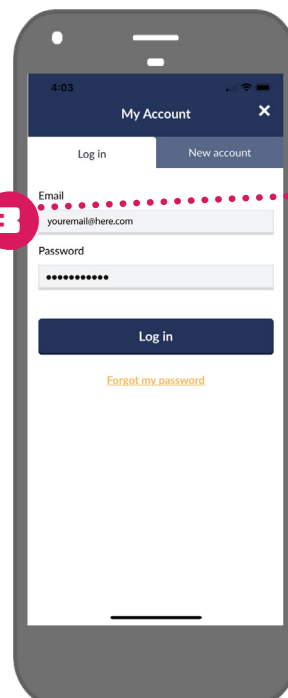 4:03
My Account
Log in
New account
Email
youremail@here.com
Password
Log in
Forgot my password